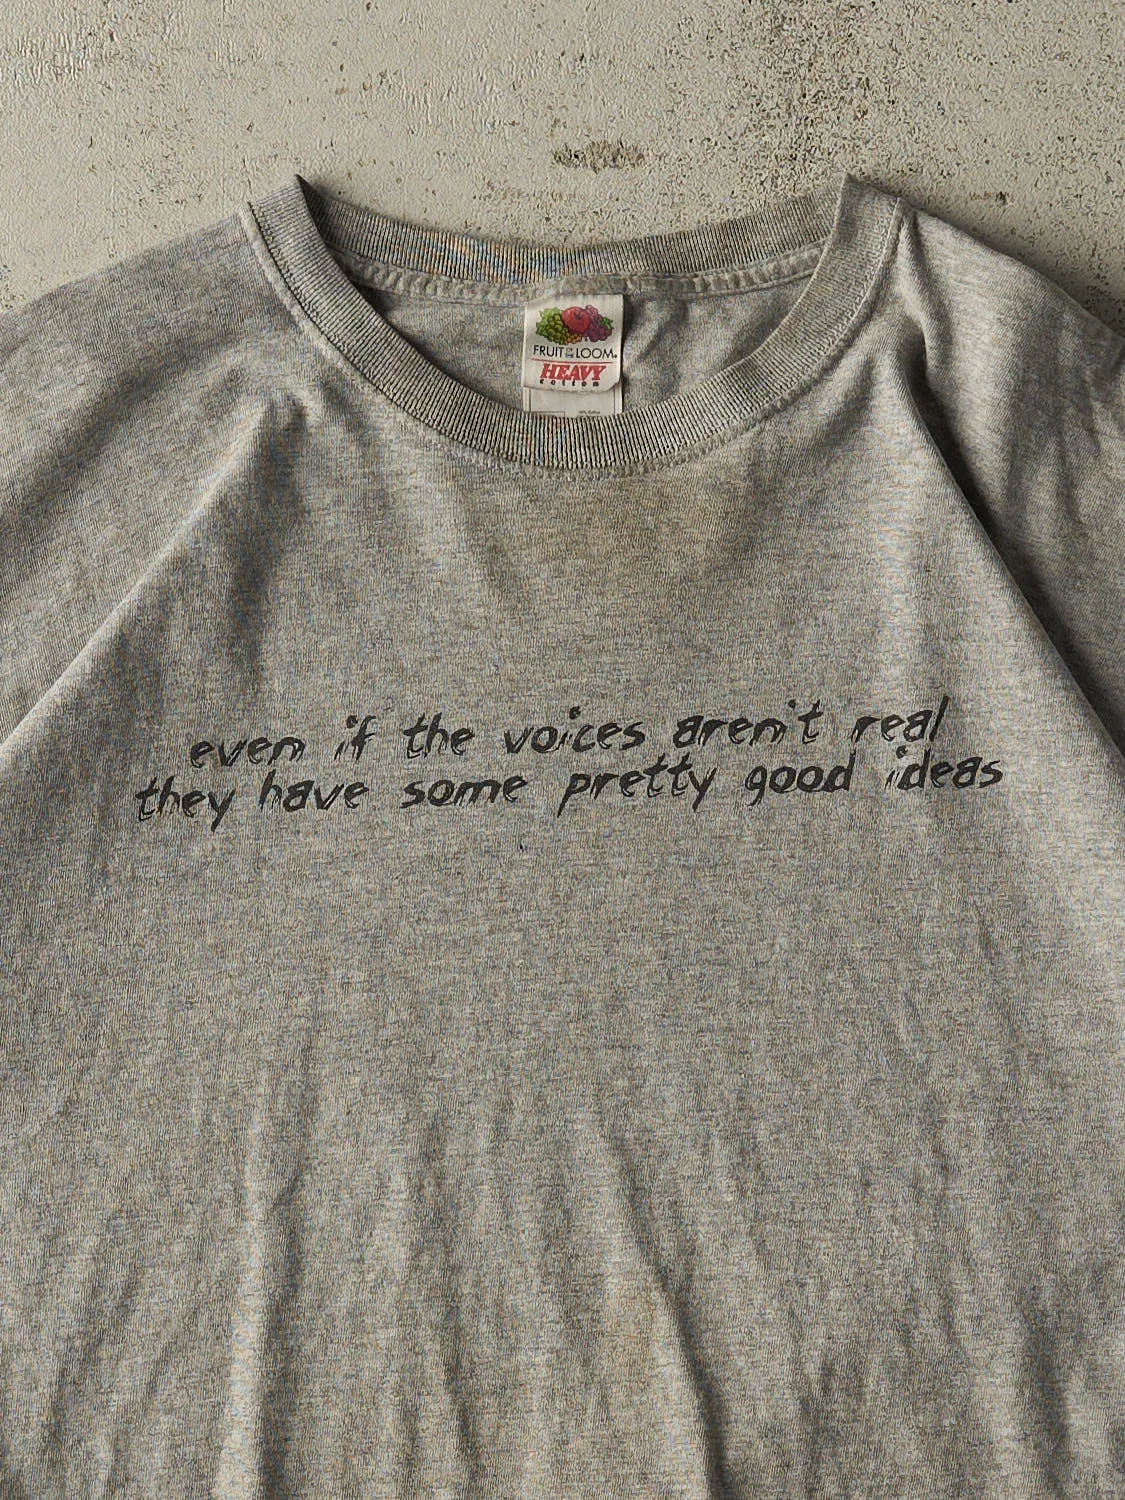 FRUIT OF THE LOOM
HEAVY
cotton
even if the voices aren't real
they have some pretty good ideas